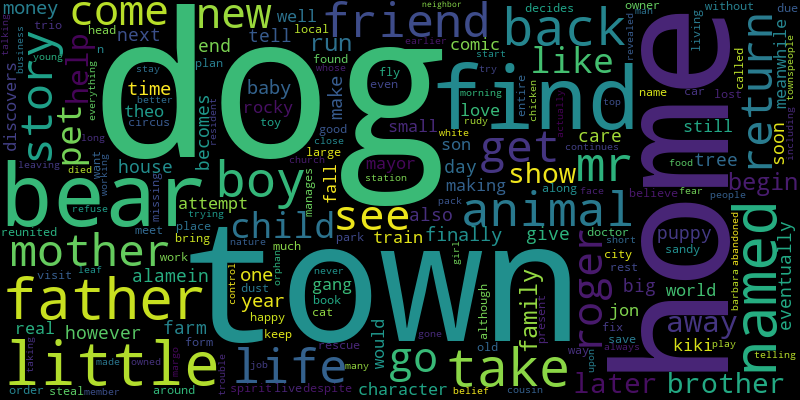 neighbor
money
come
new
friend
decides
owner
due
trio
head
well
local
earlier
start
man
without
talking
business
young
n
next
tell
run
back
revealed
living
townspeople
story
help
plan
end
comic
try
like
car
meanwhile
discovers
everything
stay
better
time
baby
found
whose
fly
even
morning
chicken
top
name
called
lost
return
dog
find
home
pet
theo
rocky
make
love
rudy
entire
circus
toy
good
close
small
white
get
son
care
still
tree
food
including
long
died
becomes
resident
church
mayor
station
day
mr
continues
fear
people
soon
want
working
missing
house
boy
large
fall
show
making
along
face
believe
begin
bear
leaving
refuse
attempt
see
pack
animal
puppy
reunited
meet
trying
child
manages
also
doctor
sandy
mother
place
bring
park
train
finally
give
short
city
barbara
abandoned
named
eventually
work
nature
much
girl
roger
rest
alamein
control
one
orphan
never
gang
although
family
jon
big
world
visit
leaf
dust
year
book
cat
present
fix
save
away
father
town
real
however
farm
form
happy
would
gone
way
upon
always
kiki
play
telling
little
taking
made
owned
margo
trouble
job
keep
rescue
many
life
go
old
take
order
steal
member
around
spirit
live
despite
character
belief
cousin
later
brother
actually